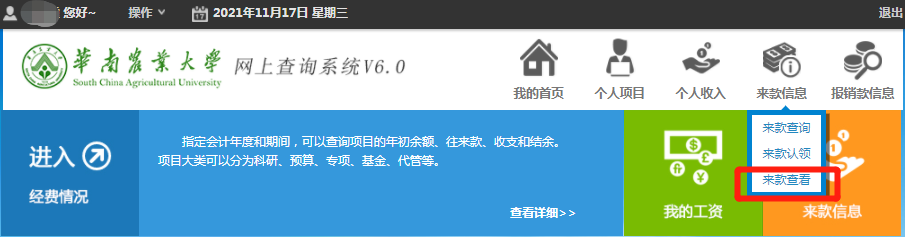 您好~ 操作 2021年11月17日 星期三 退出
華南農業大學 网上查询系统V6.0
South China Agricultural University
我的首页 个人项目 个人收入 来款信息 报销款信息
来款查询
来款认领
来款查看
进入
经费情况
指定会计年度和期间，可以查询项目的年初余额、往来款、收支和结余。
项目大类可以分为科研、预算、专项、基金、代管等。
查看详细>>
我的工资
来款信息